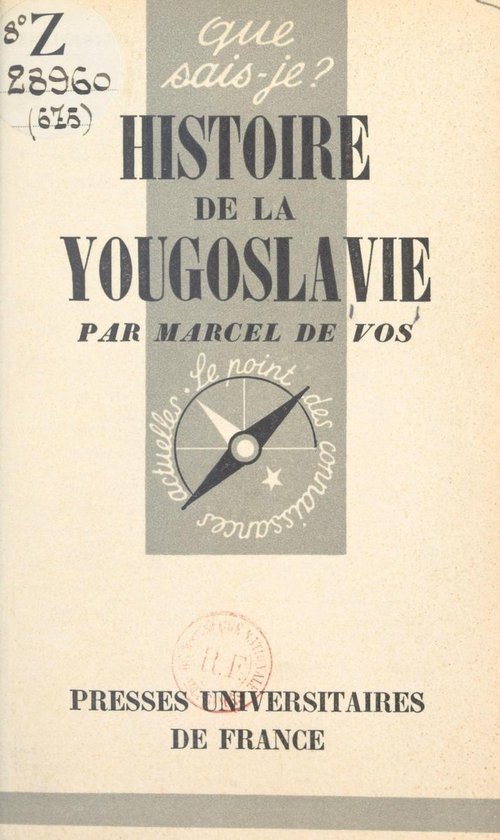 8° Z
28960
(675)
que
sais-je?
HISTOIRE
DE LA
YOUGOSLAVIE
PAR MARCEL DE VOS
Le point des connaissances actuelles.
R.F.
PRESSES UNIVERSITAIRES
DE FRANCE